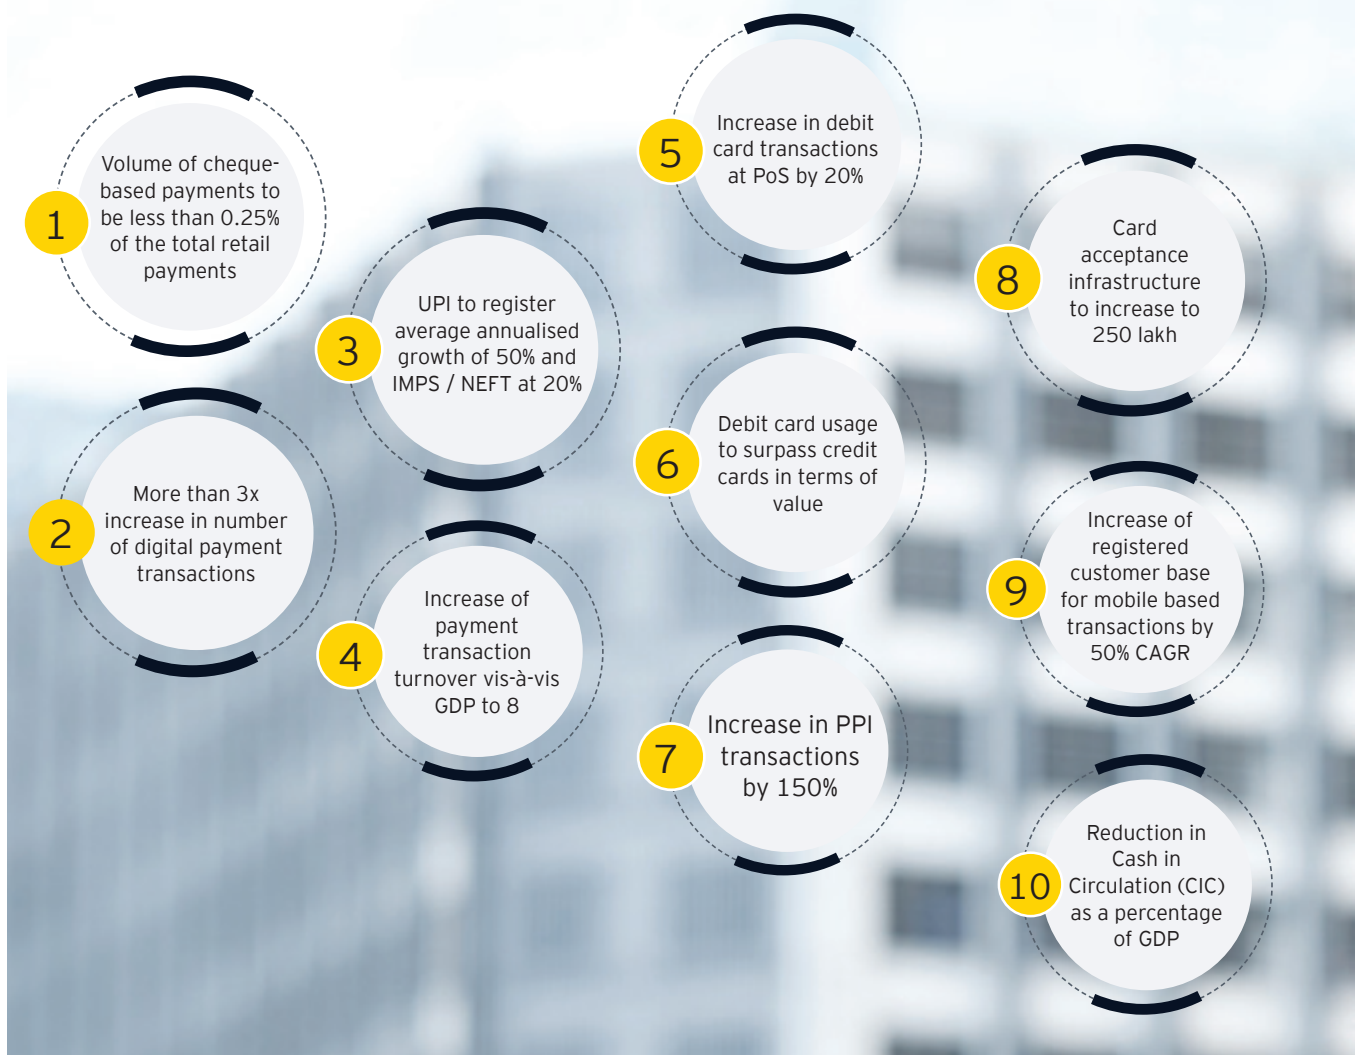 1
Volume of cheque-
based payments to
be less than 0.25%
of the total retail
payments
2
More than 3x
increase in number
of digital payment
transactions
3
UPI to register
average annualised
growth of 50% and
IMPS / NEFT at 20%
4
Increase of
payment
transaction
turnover vis-à-vis
GDP to 8
5
Increase in debit
card transactions
at PoS by 20%
6
Debit card usage
to surpass credit
cards in terms of
value
7
Increase in PPI
transactions
by 150%
8
Card
acceptance
infrastructure
to increase to
250 lakh
9
Increase of
registered
customer base
for mobile based
transactions by
50% CAGR
10
Reduction in
Cash in
Circulation (CIC)
as a percentage
of GDP